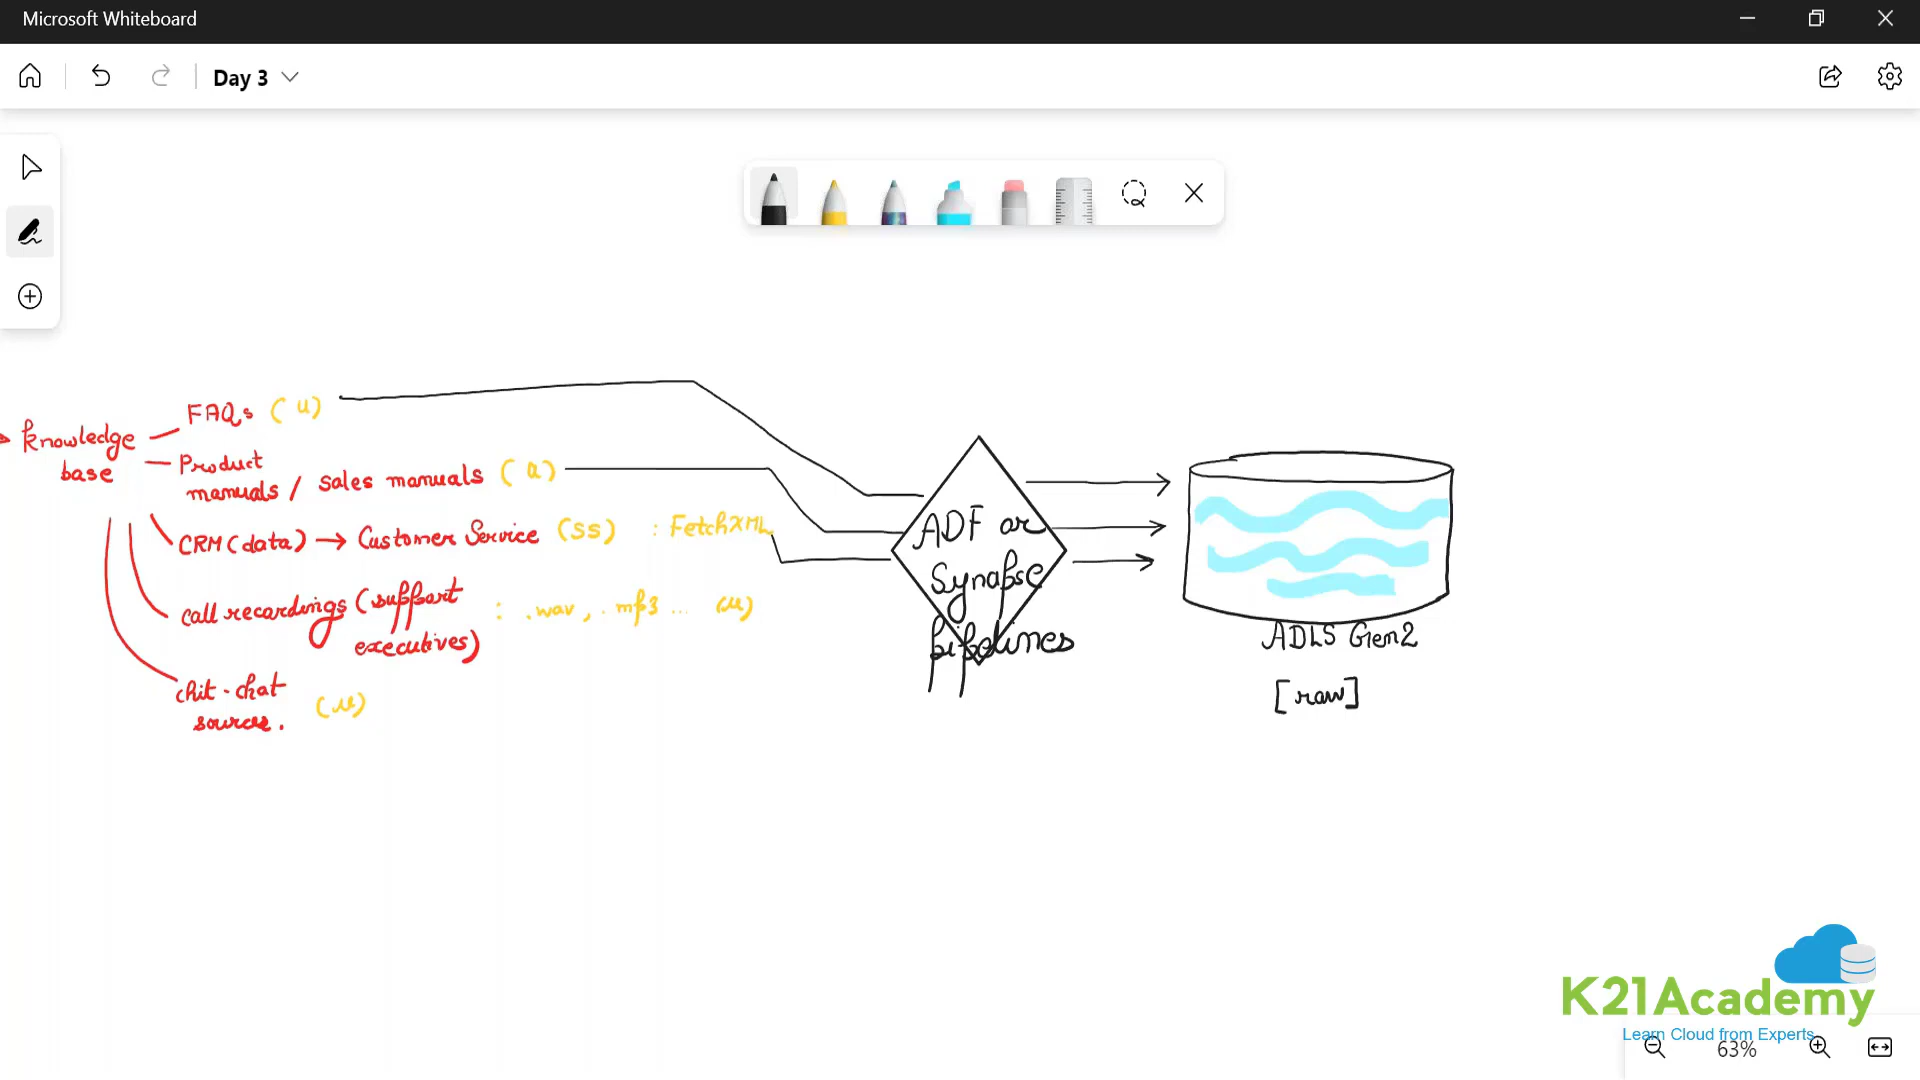 Microsoft Whiteboard
Day 3
FAQs (u)
knowledge base
Product manuals / sales manuals (u)
CRM (data) → Customer Service (SS) : FetchXML
call recordings (support executives) : .wav, .mp3 ... (u)
chit-chat sources. (u)
ADF or
Synapse
pipelines
ADLS Gen2
[raw]
K21Academy
Learn Cloud from Experts
63%